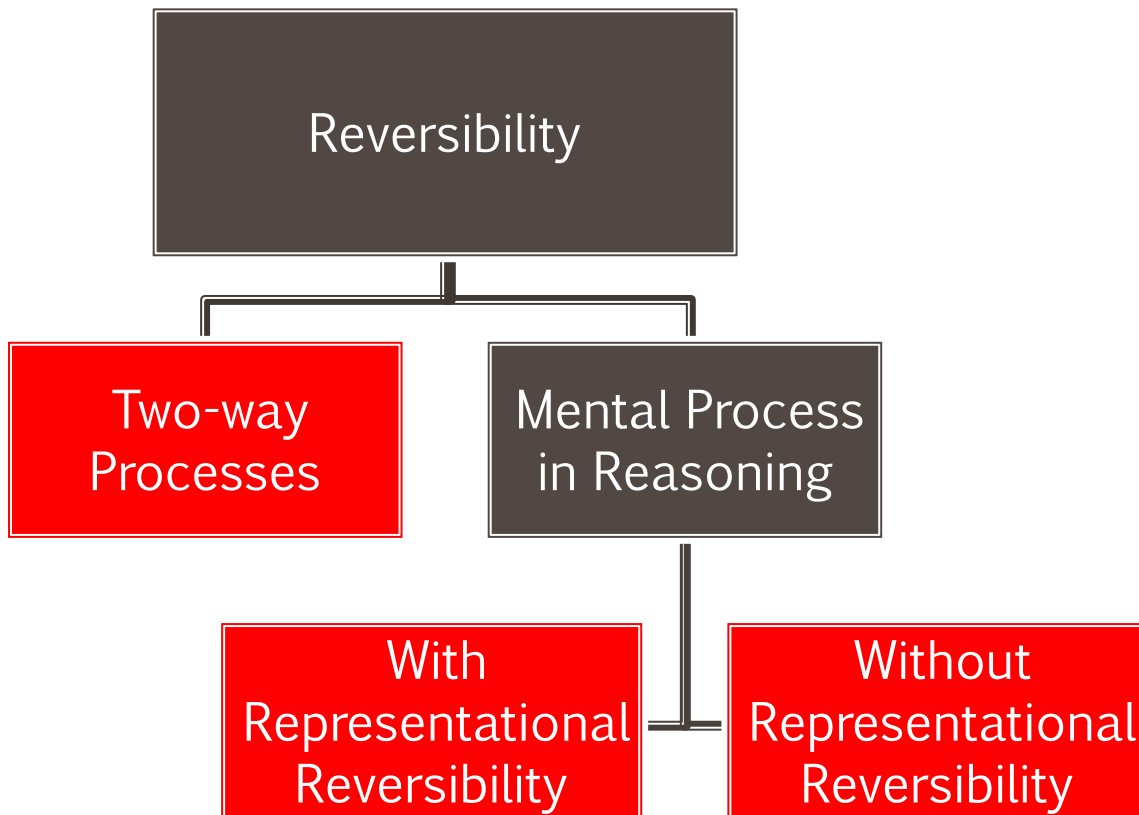 Reversibility
Two-way
Processes
Mental Process
in Reasoning
With
Representational
Reversibility
Without
Representational
Reversibility